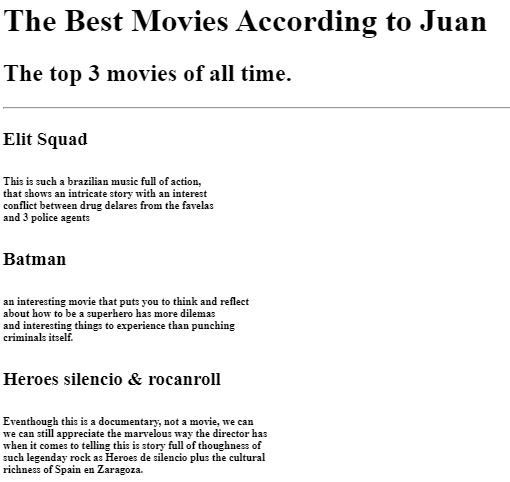 The Best Movies According to Juan
The top 3 movies of all time.
Elit Squad
This is such a brazilian music full of action,
that shows an intricate story with an interest
conflict between drug delares from the favelas
and 3 police agents
Batman
an interesting movie that puts you to think and reflect
about how to be a superhero has more dilemas
and interesting things to experience than punching
criminals itself.
Heroes silencio & rocanroll
Eventhough this is a documentary, not a movie, we can
we can still appreciate the marvelous way the director has
when it comes to telling this is story full of thoughness of
such legenday rock as Heroes de silencio plus the cultural
richness of Spain en Zaragoza.